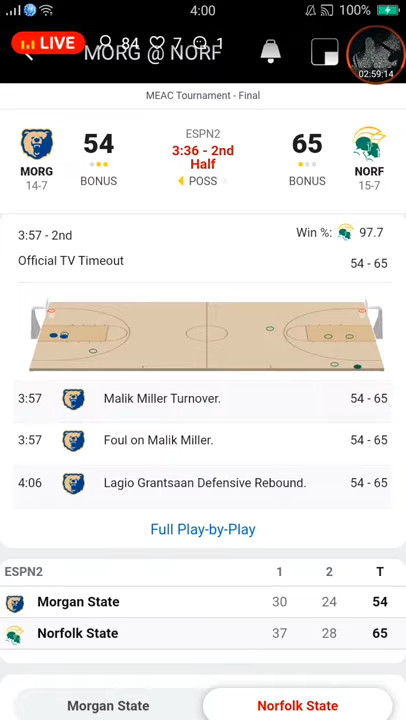 4:00
100%
LIVE 84 7 1
MORG @ NORF
02:59:14
MEAC Tournament - Final
54
ESPN2
65
3:36 - 2nd
Half
MORG
14-7
BONUS
POSS
BONUS
NORF
15-7
3:57 - 2nd
Win %: 97.7
Official TV Timeout
54 - 65
3:57 Malik Miller Turnover. 54 - 65
3:57 Foul on Malik Miller. 54 - 65
4:06 Lagio Grantsaan Defensive Rebound. 54 - 65
Full Play-by-Play
ESPN2 1 2 T
Morgan State 30 24 54
Norfolk State 37 28 65
Morgan State Norfolk State